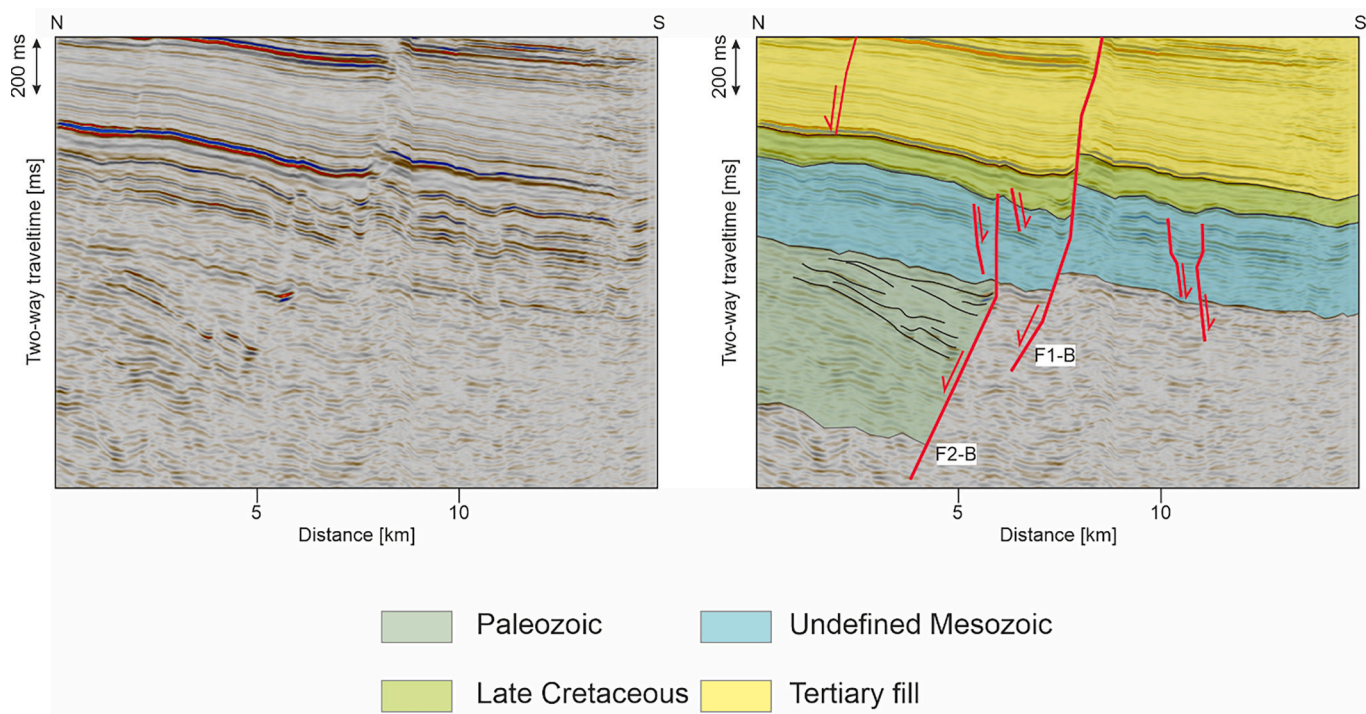 N
S
N
S
200 ms
200 ms
Two-way traveltime [ms]
Two-way traveltime [ms]
F1-B
F2-B
5
10
5
10
Distance [km]
Distance [km]
Paleozoic
Undefined Mesozoic
Late Cretaceous
Tertiary fill